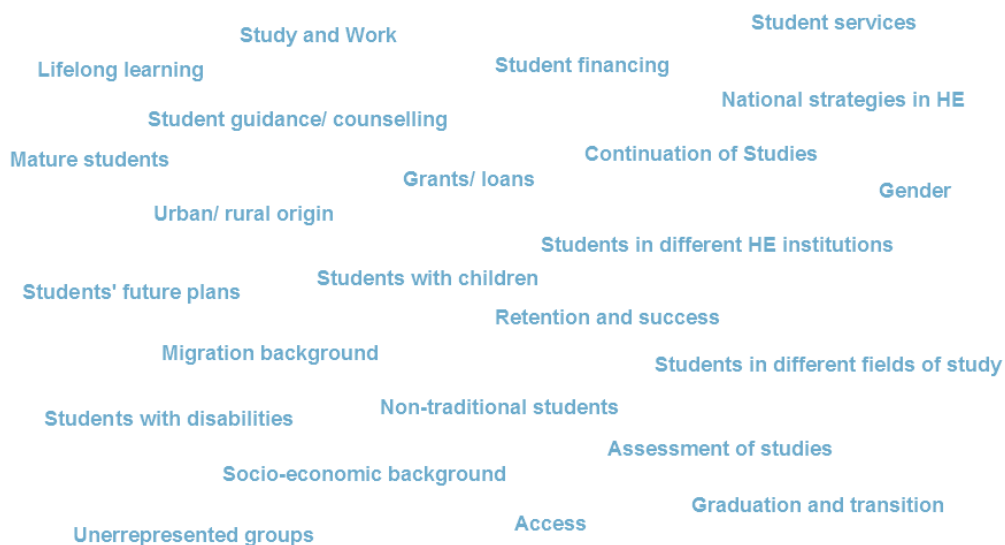 Student services
Study and Work
Student financing
Lifelong learning
National strategies in HE
Student guidance/ counselling
Continuation of Studies
Mature students
Grants/ loans
Gender
Urban/ rural origin
Students in different HE institutions
Students with children
Students' future plans
Retention and success
Migration background
Students in different fields of study
Non-traditional students
Students with disabilities
Assessment of studies
Socio-economic background
Graduation and transition
Access
Unerrepresented groups